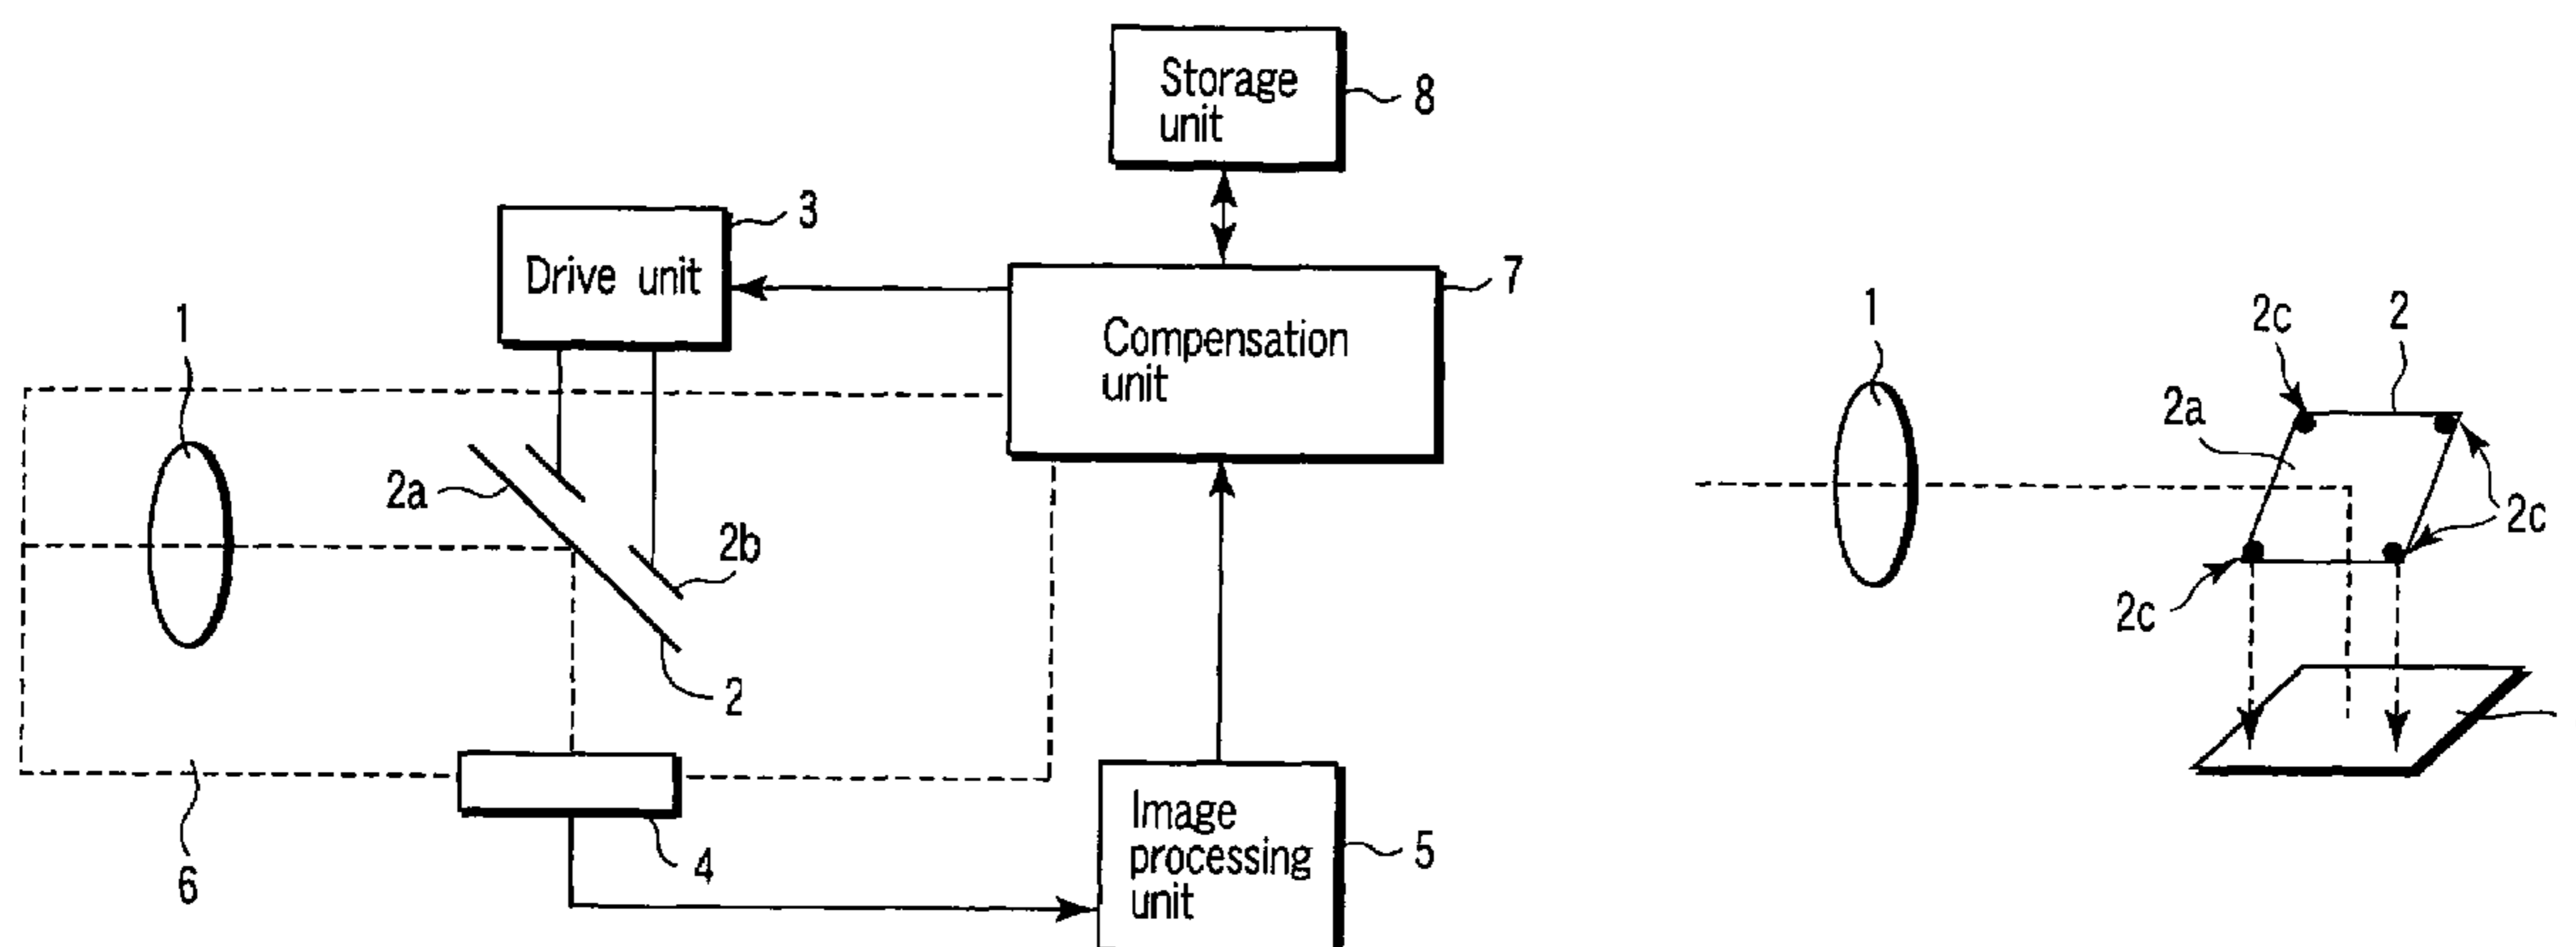 Storage
unit
8
3
Drive unit
7
Compensation
unit
1
2a
2b
2
6
4
Image
processing
unit
5
1
2c
2
2a
2c
2c